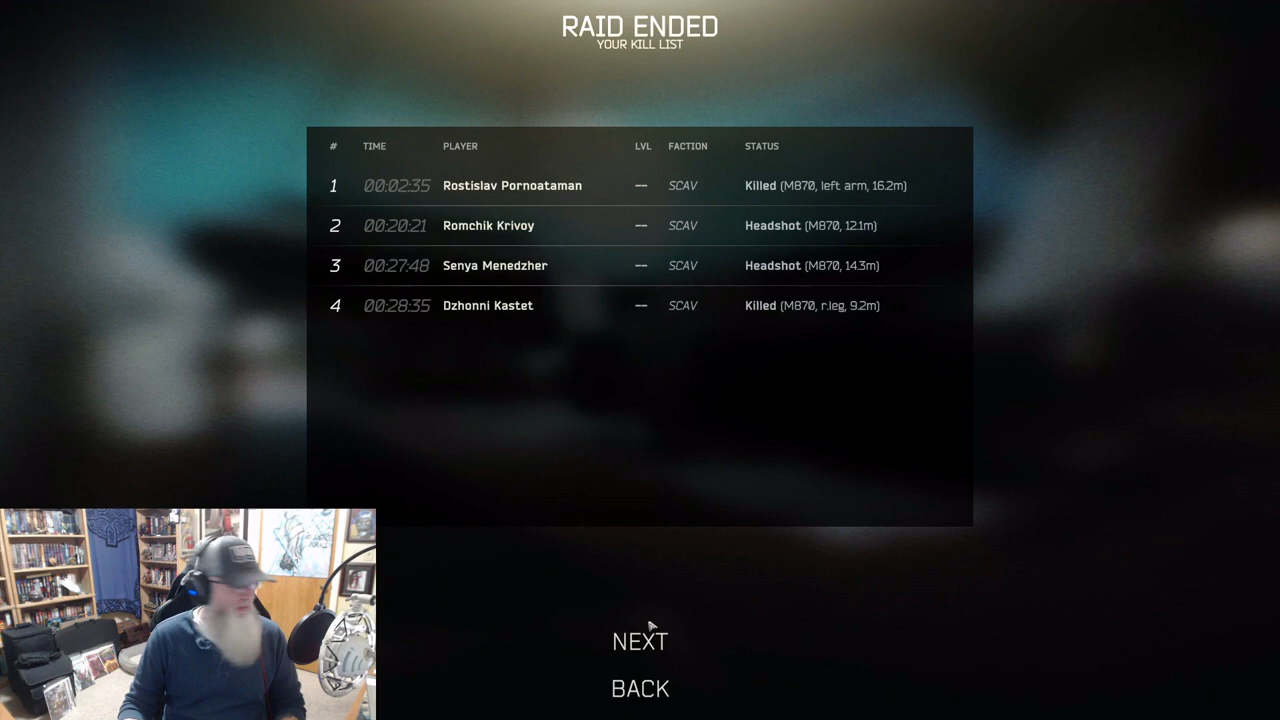 RAID ENDED
YOUR KILL LIST
# TIME PLAYER LVL FACTION STATUS
1 00:02:35 Rostislav Pornoataman -- SCAV Killed (M870, left arm, 16.2m)
2 00:20:21 Romchik Krivoy -- SCAV Headshot (M870, 12.1m)
3 00:27:48 Senya Menedzher -- SCAV Headshot (M870, 14.3m)
4 00:28:35 Dzhonni Kastet -- SCAV Killed (M870, r.leg, 9.2m)
NEXT
BACK